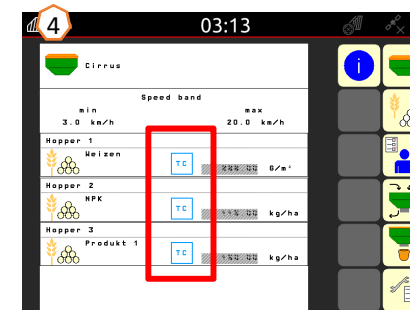 4
03:13
i
Cirrus
Speed band
min max
3.0 km/h 20.0 km/h
Hopper 1
Weizen TC G/m²
Hopper 2
NPK TC kg/ha
Hopper 3
Produkt 1 TC kg/ha